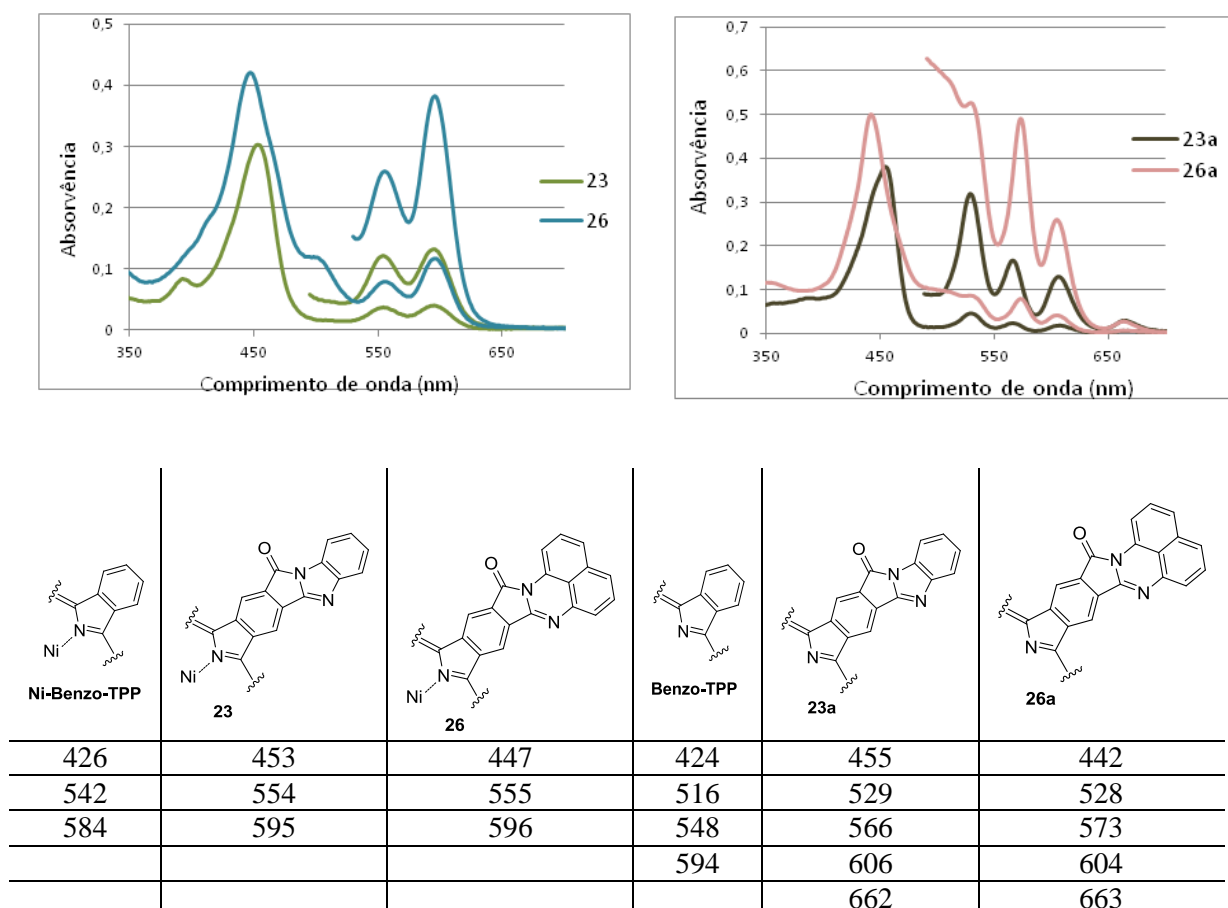 0,5
0,4
0,3
0,2
0,1
0
Absorvência
350 450 550 650
Comprimento de onda (nm)
23
26
0,7
0,6
0,5
0,4
0,3
0,2
0,1
0
Absorvência
350 450 550 650
Comprimento de onda (nm)
23a
26a
N
Ni
Ni-Benzo-TPP
O
N
N
N
Ni
23
O
N
N
N
Ni
26
N
Benzo-TPP
O
N
N
N
23a
O
N
N
N
26a
426 453 447 424 455 442
542 554 555 516 529 528
584 595 596 548 566 573
594 606 604
662 663